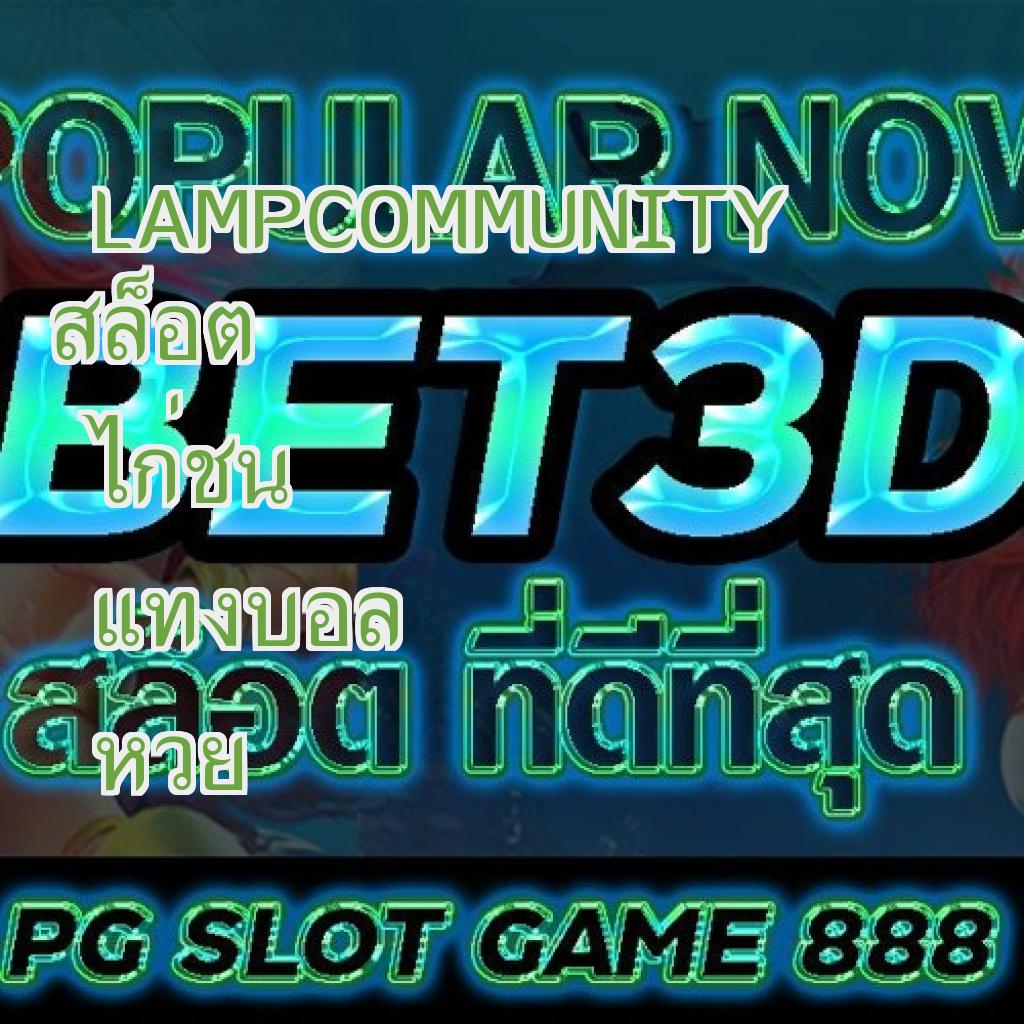 POPULAR NOW
LAMPCOMMUNITY
สล็อต
BET3D
ไก่ชน
แทงบอล
สล็อต ที่ดีที่สุด
หวย
PG SLOT GAME 888